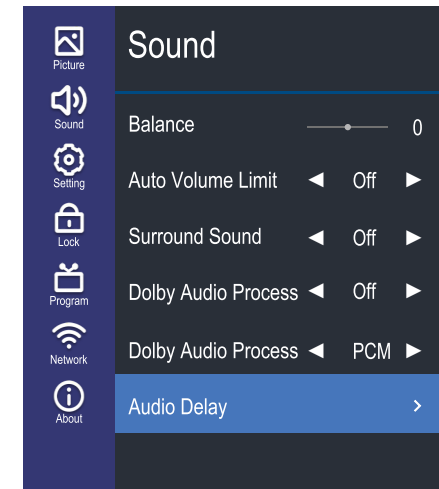 Picture
Sound
Setting
Lock
Program
Network
About
Sound
Balance 0
Auto Volume Limit Off
Surround Sound Off
Dolby Audio Process Off
Dolby Audio Process PCM
Audio Delay